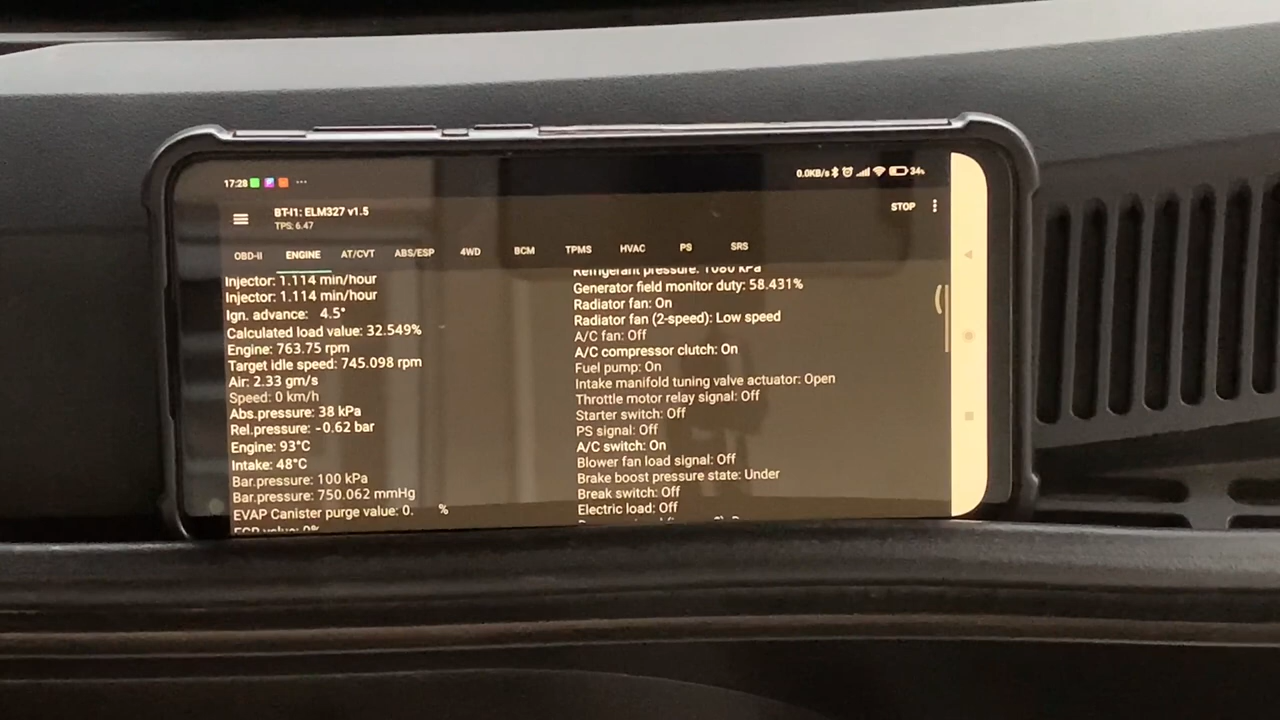 17:28 ... 0.0KB/s 34%
BT-I1: ELM327 v1.5
TPS: 6.47
STOP
OBD-II ENGINE AT/CVT ABS/ESP 4WD BCM TPMS HVAC PS SRS
Injector: 1.114 min/hour
Injector: 1.114 min/hour
Ign. advance: 4.5°
Calculated load value: 32.549%
Engine: 763.75 rpm
Target idle speed: 745.098 rpm
Air: 2.33 gm/s
Speed: 0 km/h
Abs.pressure: 38 kPa
Rel.pressure: -0.62 bar
Engine: 93°C
Intake: 48°C
Bar.pressure: 100 kPa
Bar.pressure: 750.062 mmHg
EVAP Canister purge value: 0. %
EGR value: 0%
Refrigerant pressure: 1080 kPa
Generator field monitor duty: 58.431%
Radiator fan: On
Radiator fan (2-speed): Low speed
A/C fan: Off
A/C compressor clutch: On
Fuel pump: On
Intake manifold tuning valve actuator: Open
Throttle motor relay signal: Off
Starter switch: Off
PS signal: Off
A/C switch: On
Blower fan load signal: Off
Brake boost pressure state: Under
Break switch: Off
Electric load: Off